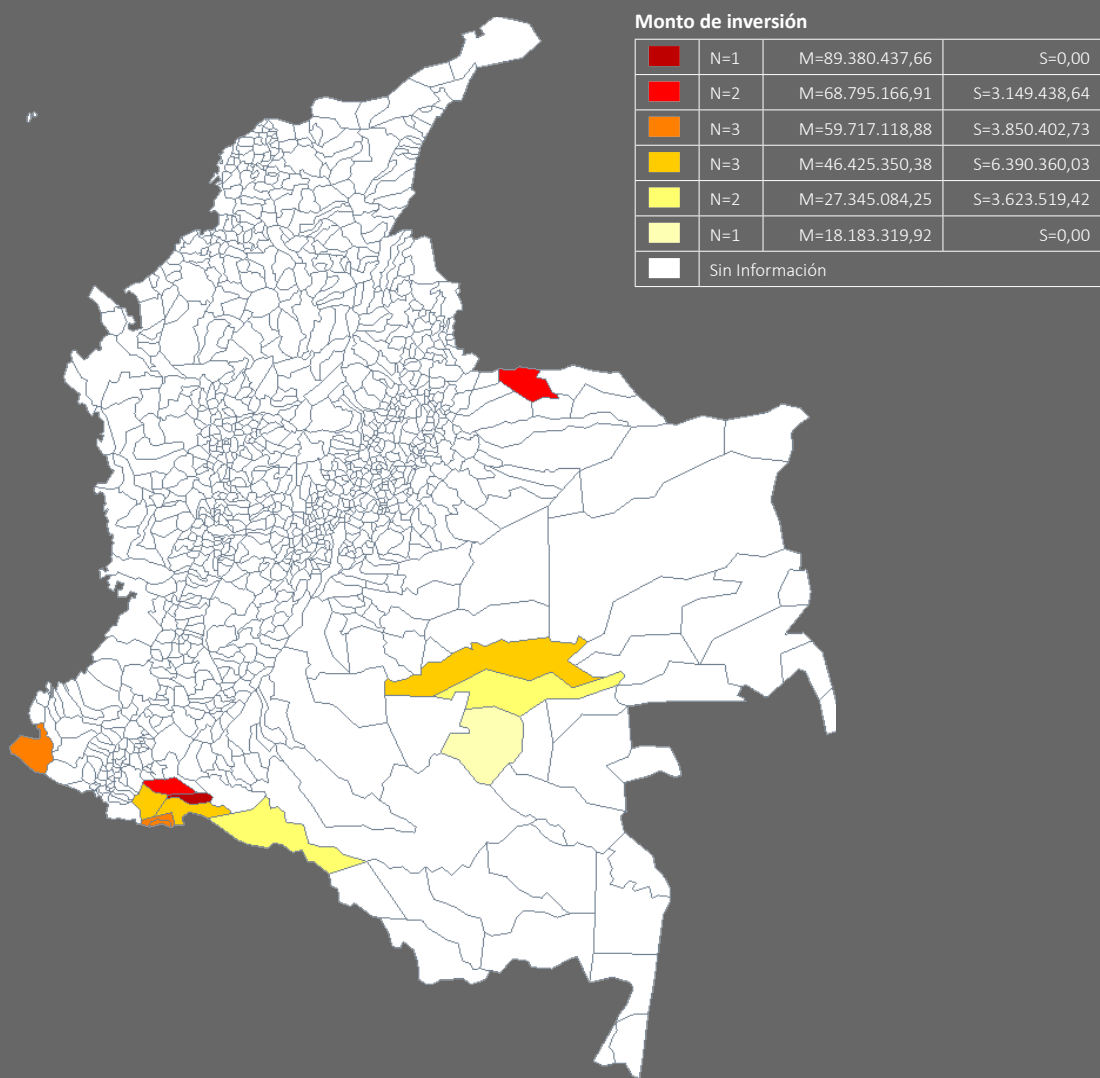 Monto de inversión
N=1 M=89.380.437,66 S=0,00
N=2 M=68.795.166,91 S=3.149.438,64
N=3 M=59.717.118,88 S=3.850.402,73
N=3 M=46.425.350,38 S=6.390.360,03
N=2 M=27.345.084,25 S=3.623.519,42
N=1 M=18.183.319,92 S=0,00
Sin Información